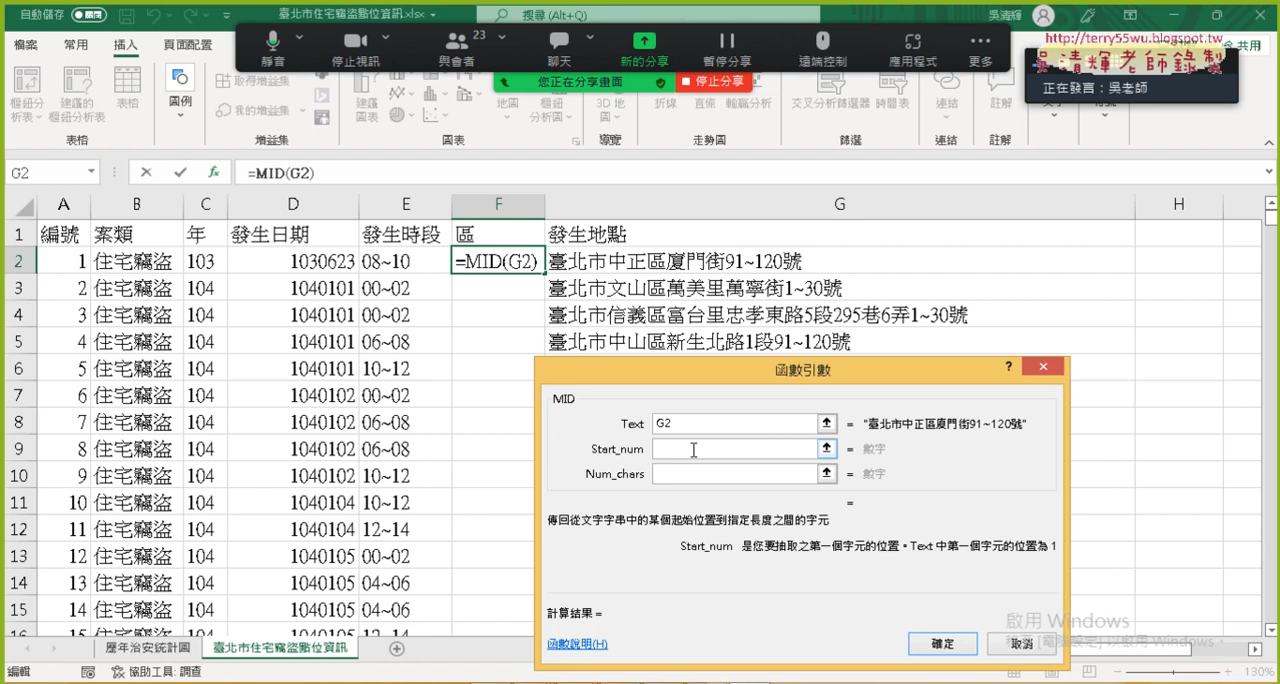 自動儲存
臺北市住宅竊盜點位資訊.xlsx
搜尋 (Alt+Q)
吳清輝
http://terry55wu.blogspot.tw
檔案 常用 插入 頁面配置
共用
靜音 停止視訊 與會者 23 聊天 新的分享 暫停分享 遠端控制 應用程式 更多
您正在分享畫面 停止分享
吳清輝老師錄製
正在發言：吳老師
樞紐分析表 建議的樞紐分析表 表格 圖例 取得增益集 我的增益集 建議圖表 地圖 樞紐分析圖 3D 地圖 折線 直條 輸贏分析 交叉分析篩選器 時間表 連結 註解
表格 增益集 圖表 導覽 走勢圖 篩選 連結 註解
G2 fx =MID(G2)
A B C D E F G H
1 編號 案類 年 發生日期 發生時段 區 發生地點
2 1 住宅竊盜 103 1030623 08~10 =MID(G2) 臺北市中正區廈門街91~120號
3 2 住宅竊盜 104 1040101 00~02 臺北市文山區萬美里萬寧街1~30號
4 3 住宅竊盜 104 1040101 00~02 臺北市信義區富台里忠孝東路5段295巷6弄1~30號
5 4 住宅竊盜 104 1040101 06~08 臺北市中山區新生北路1段91~120號
6 5 住宅竊盜 104 1040101 10~12
7 6 住宅竊盜 104 1040102 00~02
8 7 住宅竊盜 104 1040102 06~08
9 8 住宅竊盜 104 1040102 06~08
10 9 住宅竊盜 104 1040102 10~12
11 10 住宅竊盜 104 1040104 10~12
12 11 住宅竊盜 104 1040104 12~14
13 12 住宅竊盜 104 1040105 00~02
14 13 住宅竊盜 104 1040105 04~06
15 14 住宅竊盜 104 1040105 04~06
16 15 住宅竊盜 104 1040105 12~14
函數引數 ?
MID
Text G2 = "臺北市中正區廈門街91~120號"
Start_num = 數字
Num_chars = 數字
=
傳回從文字字串中的某個起始位置到指定長度之間的字元
Start_num 是您要抽取之第一個字元的位置。Text 中第一個字元的位置為 1
計算結果 =
函數說明(H)
確定 取消
啟用 Windows
移至 [電腦設定] 以啟用 Windows。
歷年治安統計圖 臺北市住宅竊盜點位資訊
編輯 協助工具: 調查 130%